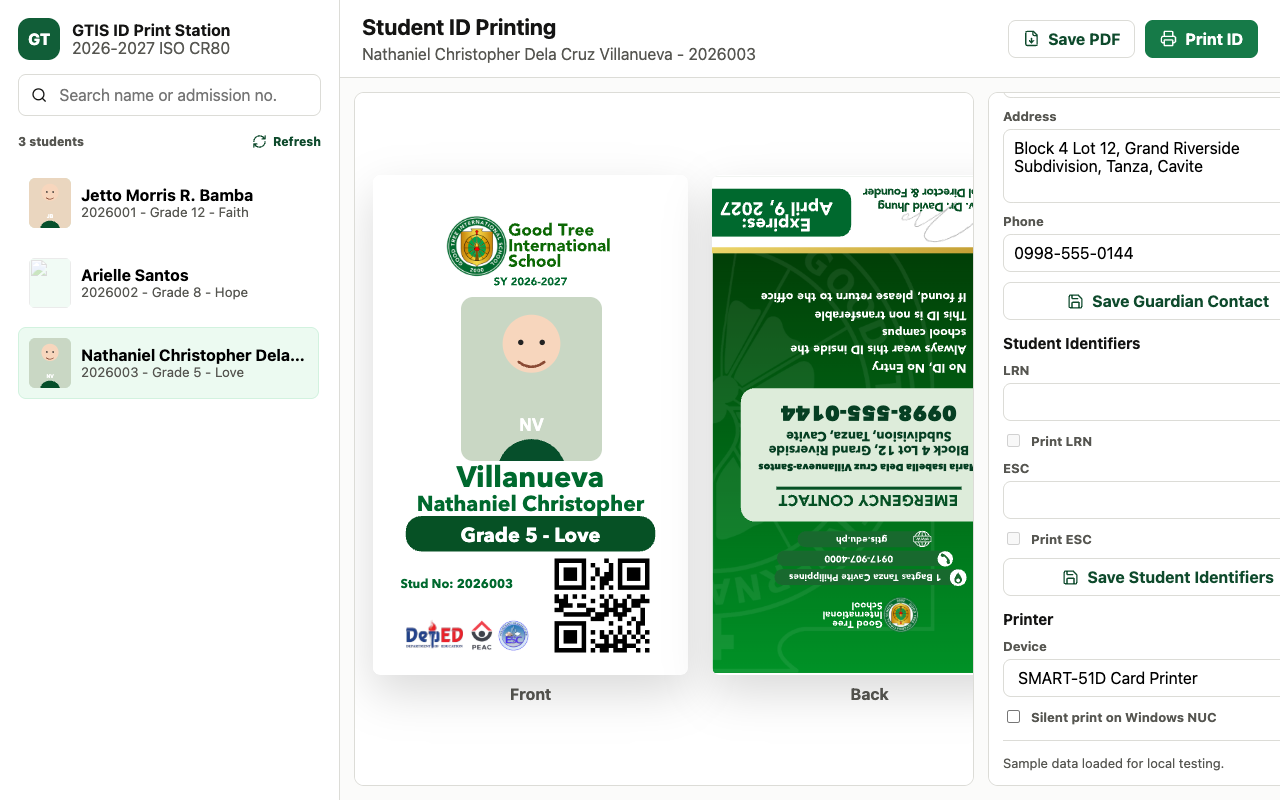 GT
GTIS ID Print Station
2026-2027 ISO CR80
Search name or admission no.
3 students
Refresh
Jetto Morris R. Bamba
2026001 - Grade 12 - Faith
Arielle Santos
2026002 - Grade 8 - Hope
Nathaniel Christopher Dela...
2026003 - Grade 5 - Love
Student ID Printing
Nathaniel Christopher Dela Cruz Villanueva - 2026003
Save PDF
Print ID
Good Tree
International
School
SY 2026-2027
NV
Villanueva
Nathaniel Christopher
Grade 5 - Love
Stud No: 2026003
DepED
DEPARTMENT OF EDUCATION
PEAC
ESC
Front
Good Tree
International
School
1 Bagtas Tanza Cavite Philippines
0917-907-4000
gtis.edu.ph
EMERGENCY CONTACT
Maria Isabella Dela Cruz Villanueva-Santos
Block 4 Lot 12, Grand Riverside
Subdivision, Tanza, Cavite
0998-555-0144
No ID, No Entry
Always wear this ID inside the
school campus
This ID is non transferable
If found, please return to the office
v. Dr. David Jhung
l Director & Founder
Expires:
April 9, 2027
Back
Address
Block 4 Lot 12, Grand Riverside
Subdivision, Tanza, Cavite
Phone
0998-555-0144
Save Guardian Contact
Student Identifiers
LRN
Print LRN
ESC
Print ESC
Save Student Identifiers
Printer
Device
SMART-51D Card Printer
Silent print on Windows NUC
Sample data loaded for local testing.